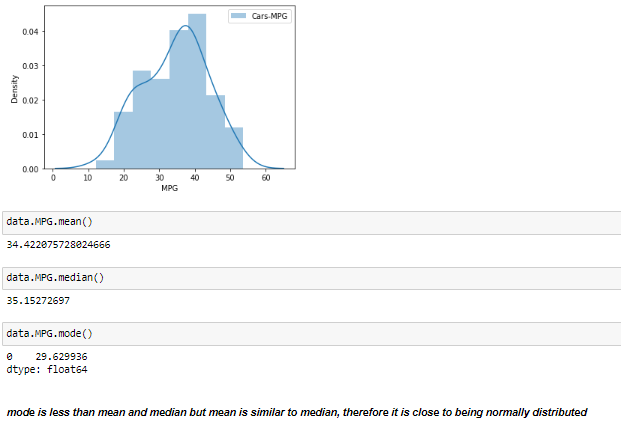 Cars-MPG
0.04
0.03
0.02
0.01
0.00
Density
0 10 20 30 40 50 60
MPG
data.MPG.mean()
34.422075728024666
data.MPG.median()
35.15272697
data.MPG.mode()
0 29.629936
dtype: float64
mode is less than mean and median but mean is similar to median, therefore it is close to being normally distributed